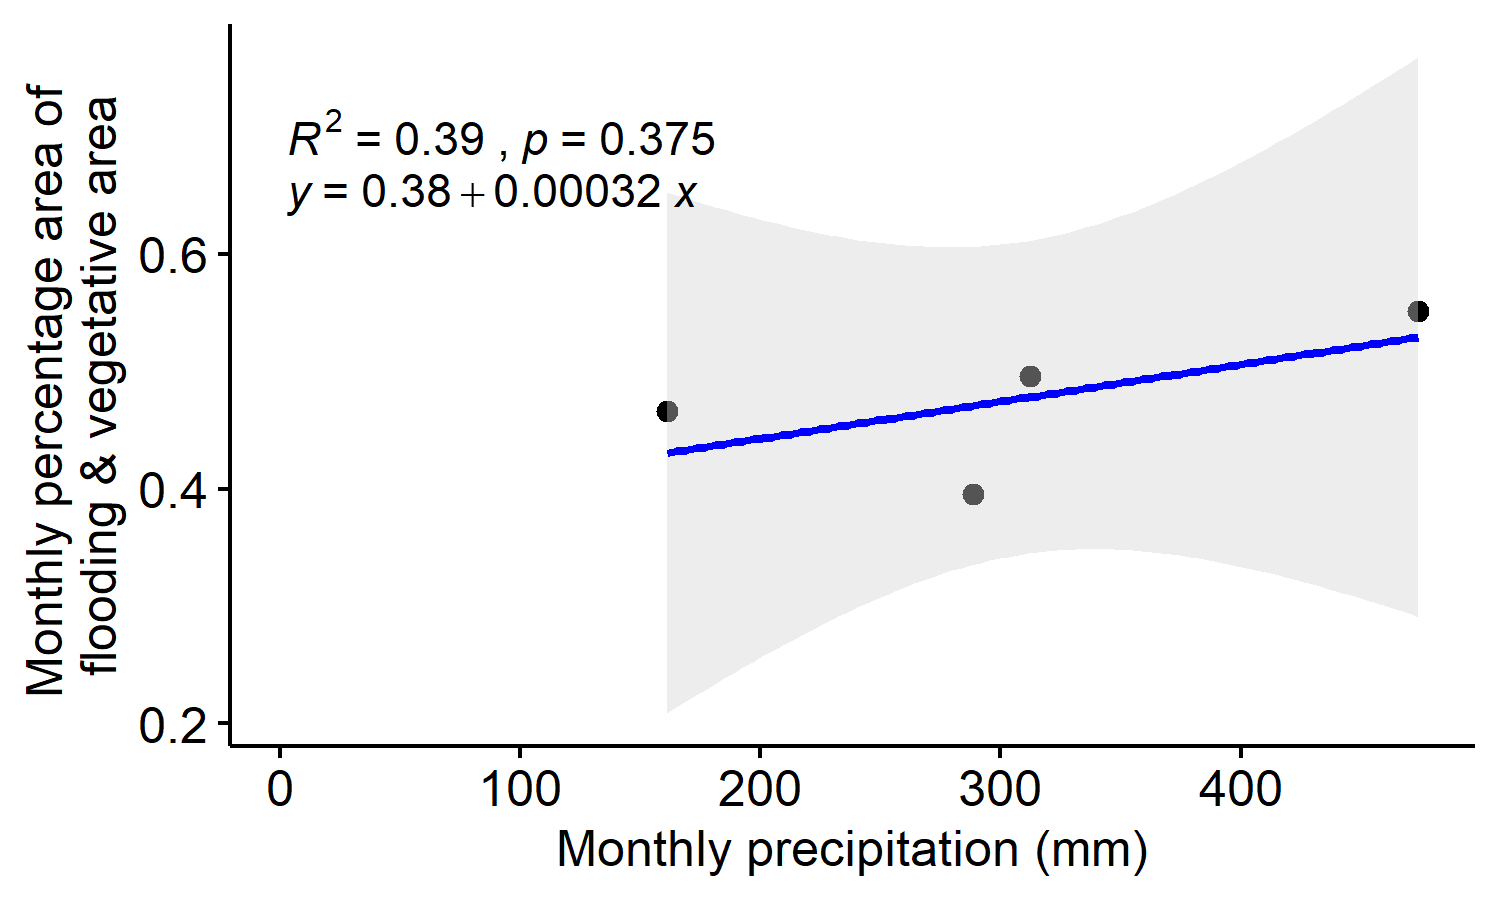 Monthly percentage area of
flooding & vegetative area
R² = 0.39 , p = 0.375
y = 0.38 + 0.00032 x
0.6
0.4
0.2
0 100 200 300 400
Monthly precipitation (mm)